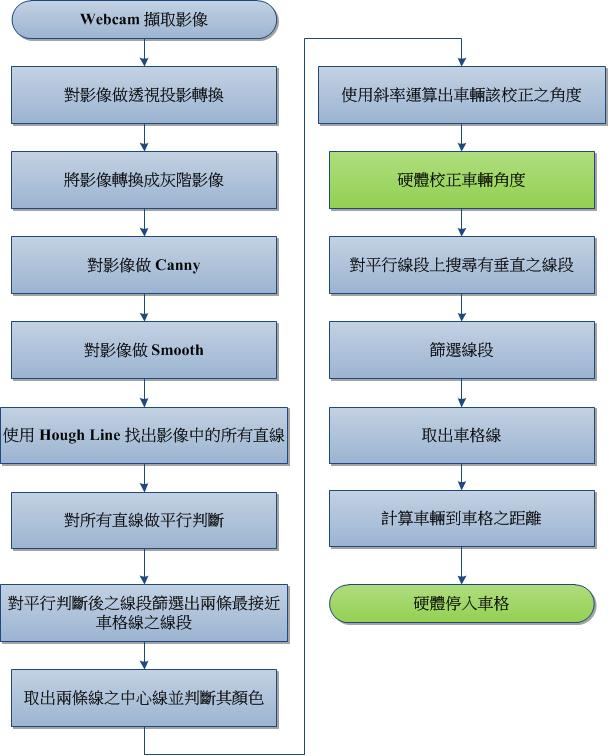 Webcam 擷取影像
對影像做透視投影轉換
將影像轉換成灰階影像
對影像做 Canny
對影像做 Smooth
使用 Hough Line 找出影像中的所有直線
對所有直線做平行判斷
對平行判斷後之線段篩選出兩條最接近
車格線之線段
取出兩條線之中心線並判斷其顏色
使用斜率運算出車輛該校正之角度
硬體校正車輛角度
對平行線段上搜尋有垂直之線段
篩選線段
取出車格線
計算車輛到車格之距離
硬體停入車格